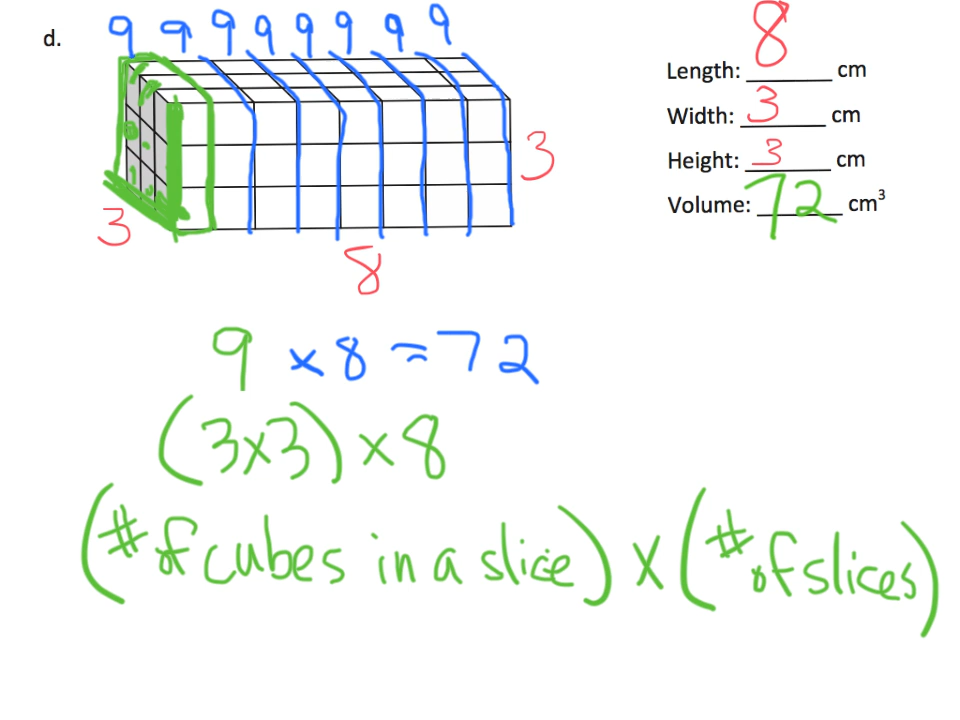 d.
9 9 9 9 9 9 9 9
3
3
8
Length: 8 cm
Width: 3 cm
Height: 3 cm
Volume: 72 cm³
9 × 8 = 72
(3×3) × 8
(# of cubes in a slice) × (# of slices)